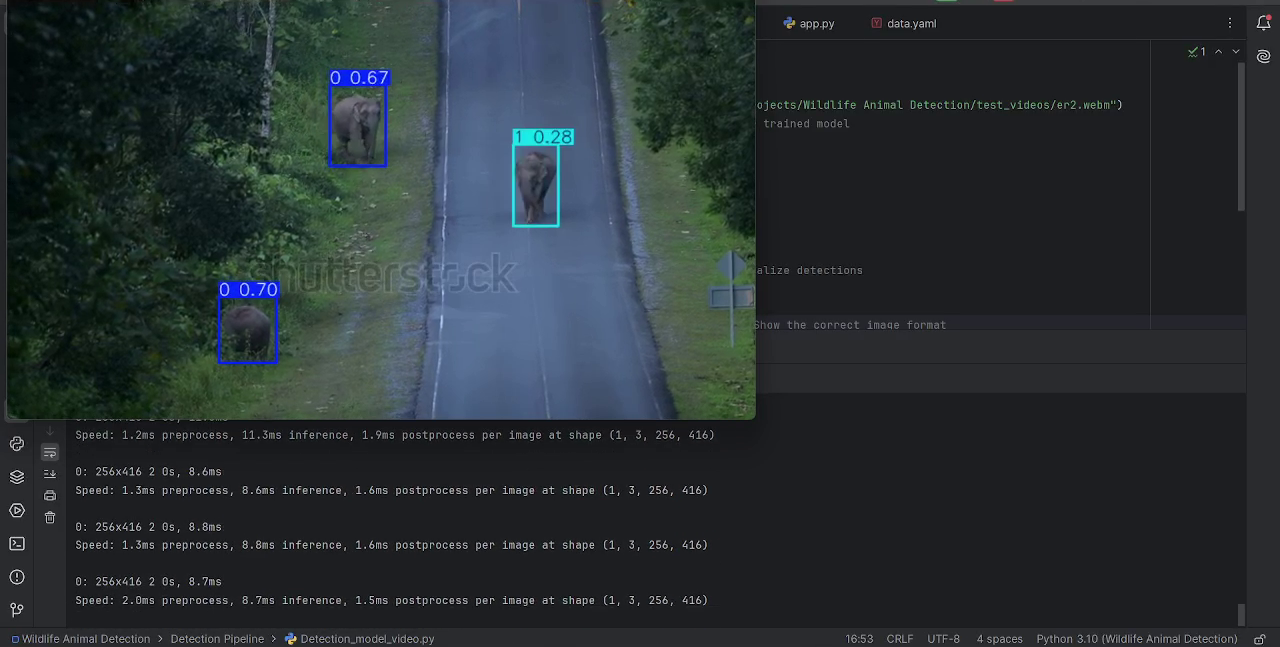 app.py
data.yaml
1
0 0.67
ojects/Wildlife Animal Detection/test_videos/er2.webm")
trained model
1 0.28
shutterstock
alize detections
0 0.70
Show the correct image format
Speed: 1.2ms preprocess, 11.3ms inference, 1.9ms postprocess per image at shape (1, 3, 256, 416)
0: 256x416 2 0s, 8.6ms
Speed: 1.3ms preprocess, 8.6ms inference, 1.6ms postprocess per image at shape (1, 3, 256, 416)
0: 256x416 2 0s, 8.8ms
Speed: 1.3ms preprocess, 8.8ms inference, 1.6ms postprocess per image at shape (1, 3, 256, 416)
0: 256x416 2 0s, 8.7ms
Speed: 2.0ms preprocess, 8.7ms inference, 1.5ms postprocess per image at shape (1, 3, 256, 416)
Wildlife Animal Detection > Detection Pipeline > Detection_model_video.py
16:53 CRLF UTF-8 4 spaces Python 3.10 (Wildlife Animal Detection)